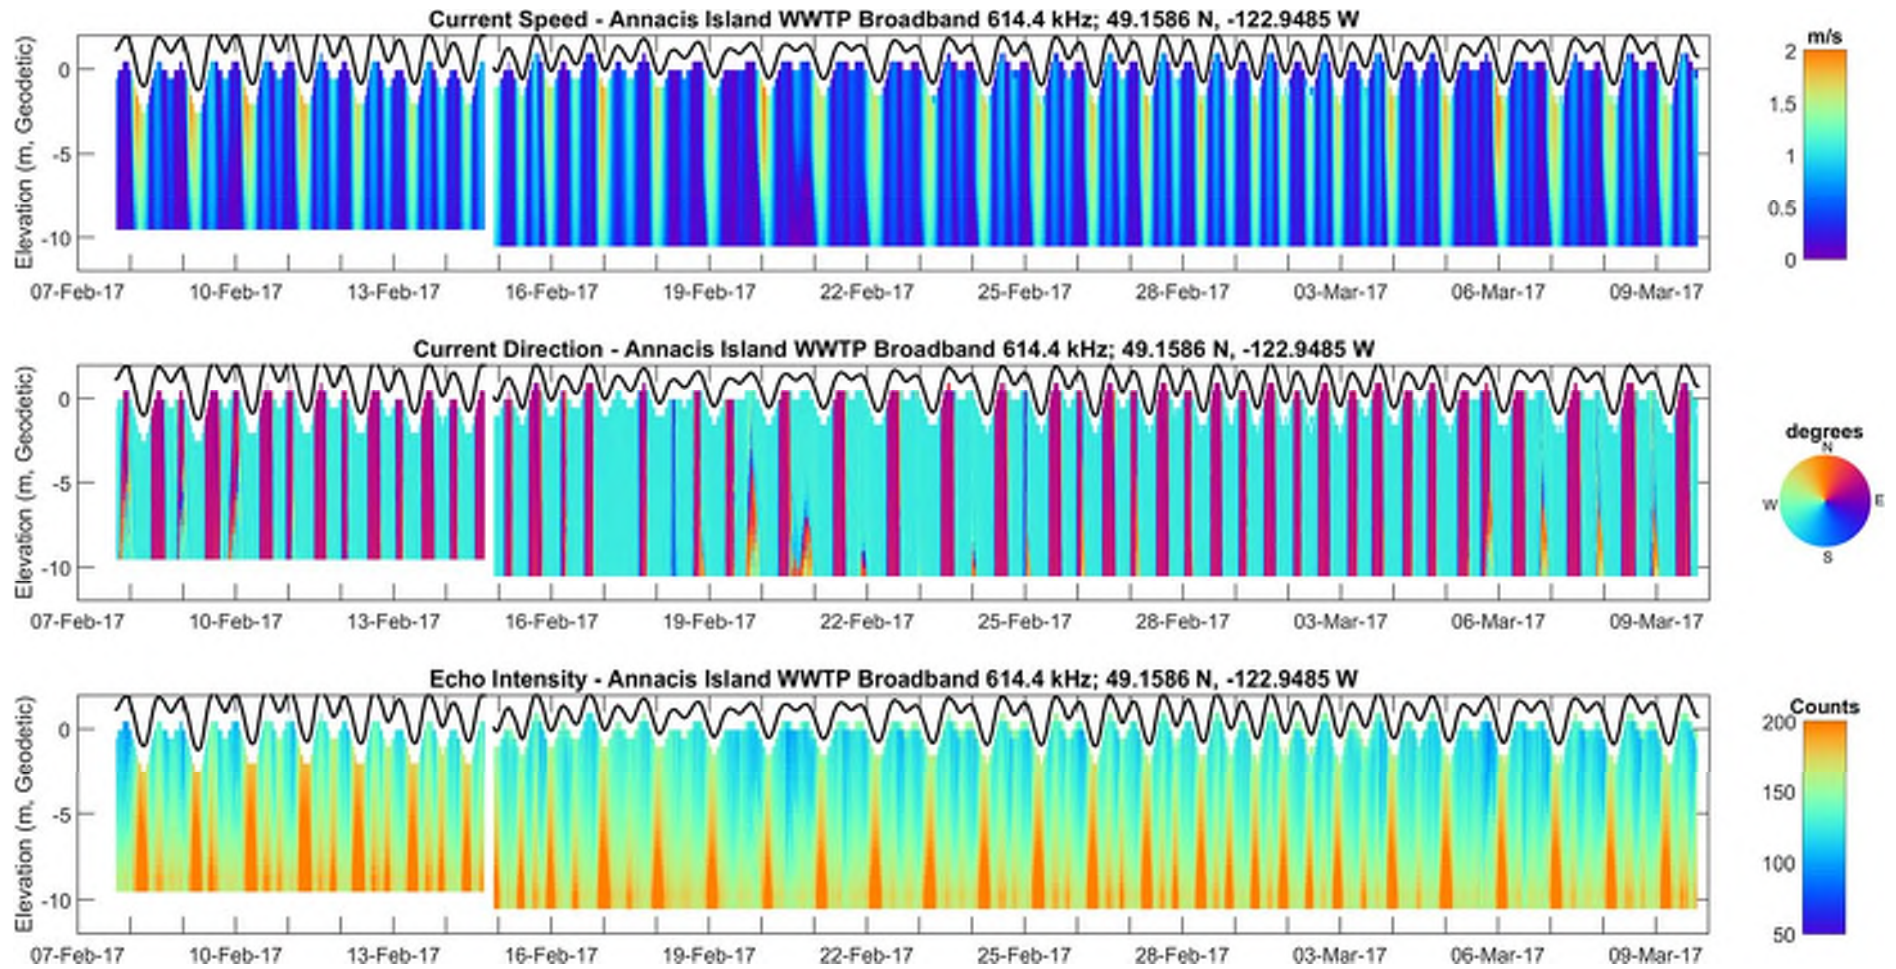 Current Speed - Annacis Island WWTP Broadband 614.4 kHz; 49.1586 N, -122.9485 W
m/s
Elevation (m, Geodetic)
0
-5
-10
2
1.5
1
0.5
0
07-Feb-17 10-Feb-17 13-Feb-17 16-Feb-17 19-Feb-17 22-Feb-17 25-Feb-17 28-Feb-17 03-Mar-17 06-Mar-17 09-Mar-17
Current Direction - Annacis Island WWTP Broadband 614.4 kHz; 49.1586 N, -122.9485 W
Elevation (m, Geodetic)
0
-5
-10
degrees
N
W E
S
07-Feb-17 10-Feb-17 13-Feb-17 16-Feb-17 19-Feb-17 22-Feb-17 25-Feb-17 28-Feb-17 03-Mar-17 06-Mar-17 09-Mar-17
Echo Intensity - Annacis Island WWTP Broadband 614.4 kHz; 49.1586 N, -122.9485 W
Counts
Elevation (m, Geodetic)
0
-5
-10
200
150
100
50
07-Feb-17 10-Feb-17 13-Feb-17 16-Feb-17 19-Feb-17 22-Feb-17 25-Feb-17 28-Feb-17 03-Mar-17 06-Mar-17 09-Mar-17